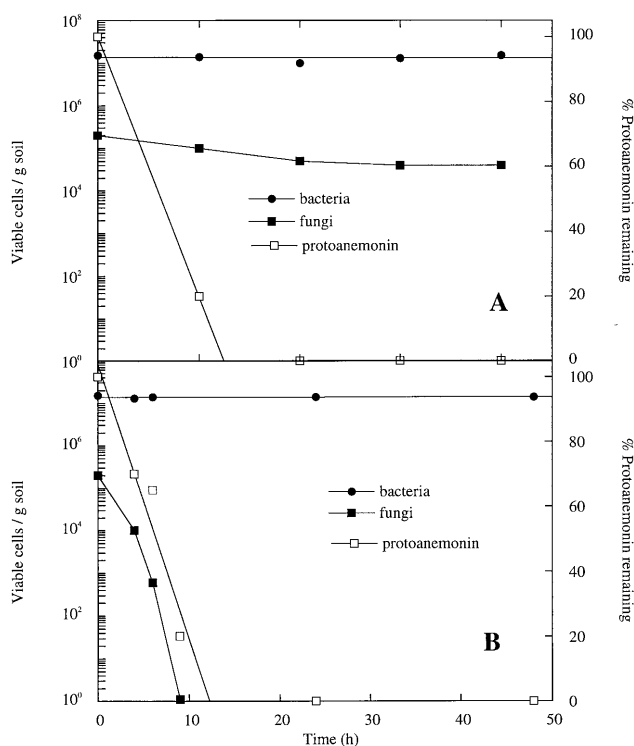 10^8
10^6
10^4
10^2
10^0
Viable cells / g soil
100
80
60
40
20
0
% Protoanemonin remaining
bacteria
fungi
protoanemonin
A
10^6
10^4
10^2
10^0
Viable cells / g soil
100
80
60
40
20
0
% Protoanemonin remaining
bacteria
fungi
protoanemonin
B
0 10 20 30 40 50
Time (h)